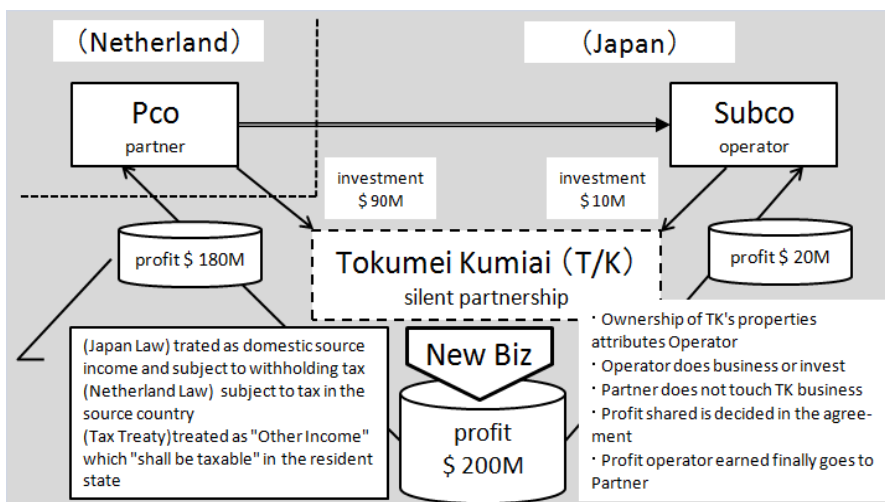 （Netherland）
（Japan）
Pco
partner
Subco
operator
investment
$ 90M
investment
$ 10M
profit $ 180M
Tokumei Kumiai（T/K）
silent partnership
profit $ 20M
(Japan Law) trated as domestic source
income and subject to withholding tax
(Netherland Law)  subject to tax in the
source country
(Tax Treaty)treated as "Other Income"
which "shall be taxable" in the resident
state
New Biz
profit
$ 200M
・Ownership of TK's properties
attributes Operator
・Operator does business or invest
・Partner does not touch TK business
・Profit shared is decided in the agree-
ment
・Profit operator earned finally goes to
Partner